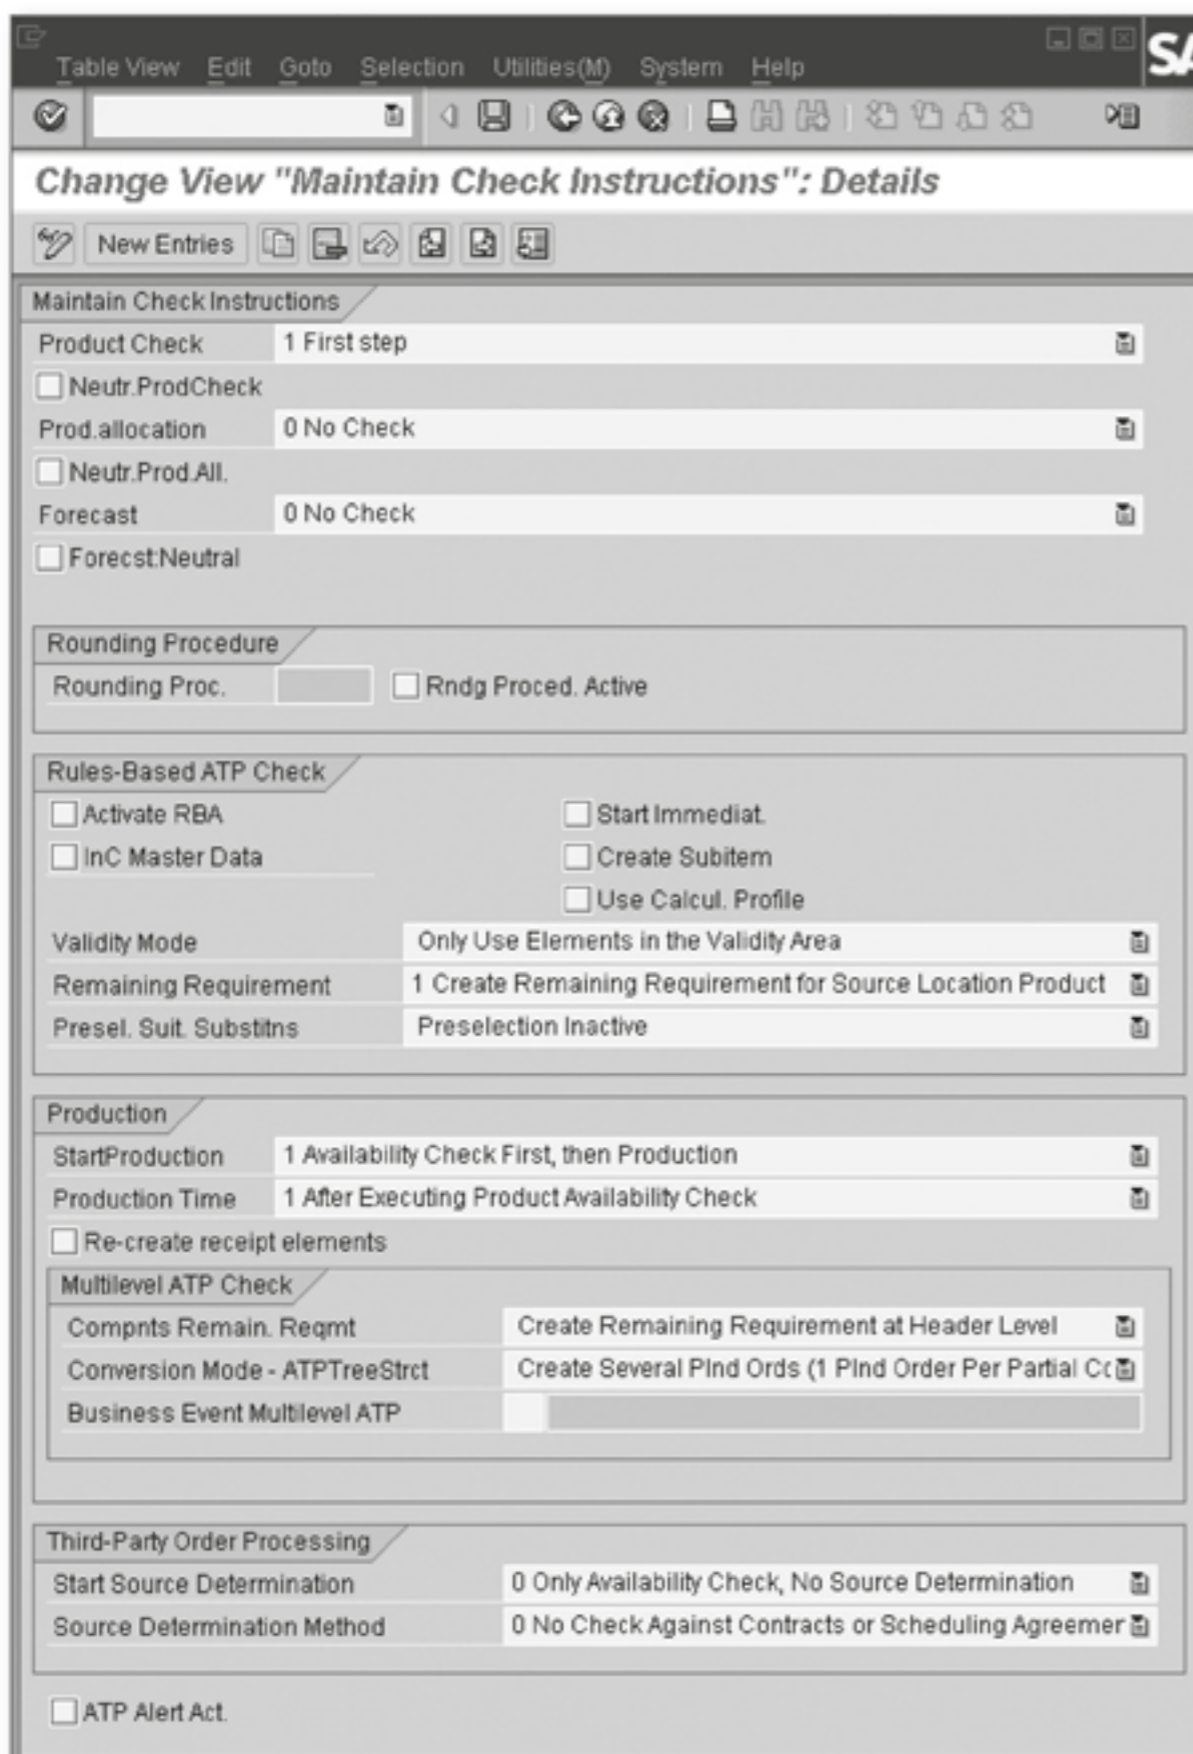 SA
Table View Edit Goto Selection Utilities(M) System Help
Change View "Maintain Check Instructions": Details
New Entries
Maintain Check Instructions
Product Check 1 First step
Neutr.ProdCheck
Prod.allocation 0 No Check
Neutr.Prod.All.
Forecast 0 No Check
Forecst:Neutral
Rounding Procedure
Rounding Proc. Rndg Proced. Active
Rules-Based ATP Check
Activate RBA Start Immediat.
InC Master Data Create Subitem
Use Calcul. Profile
Validity Mode Only Use Elements in the Validity Area
Remaining Requirement 1 Create Remaining Requirement for Source Location Product
Presel. Suit. Substitns Preselection Inactive
Production
StartProduction 1 Availability Check First, then Production
Production Time 1 After Executing Product Availability Check
Re-create receipt elements
Multilevel ATP Check
Compnts Remain. Reqmt Create Remaining Requirement at Header Level
Conversion Mode - ATPTreeStrct Create Several Plnd Ords (1 Plnd Order Per Partial Cc
Business Event Multilevel ATP
Third-Party Order Processing
Start Source Determination 0 Only Availability Check, No Source Determination
Source Determination Method 0 No Check Against Contracts or Scheduling Agreemer
ATP Alert Act.